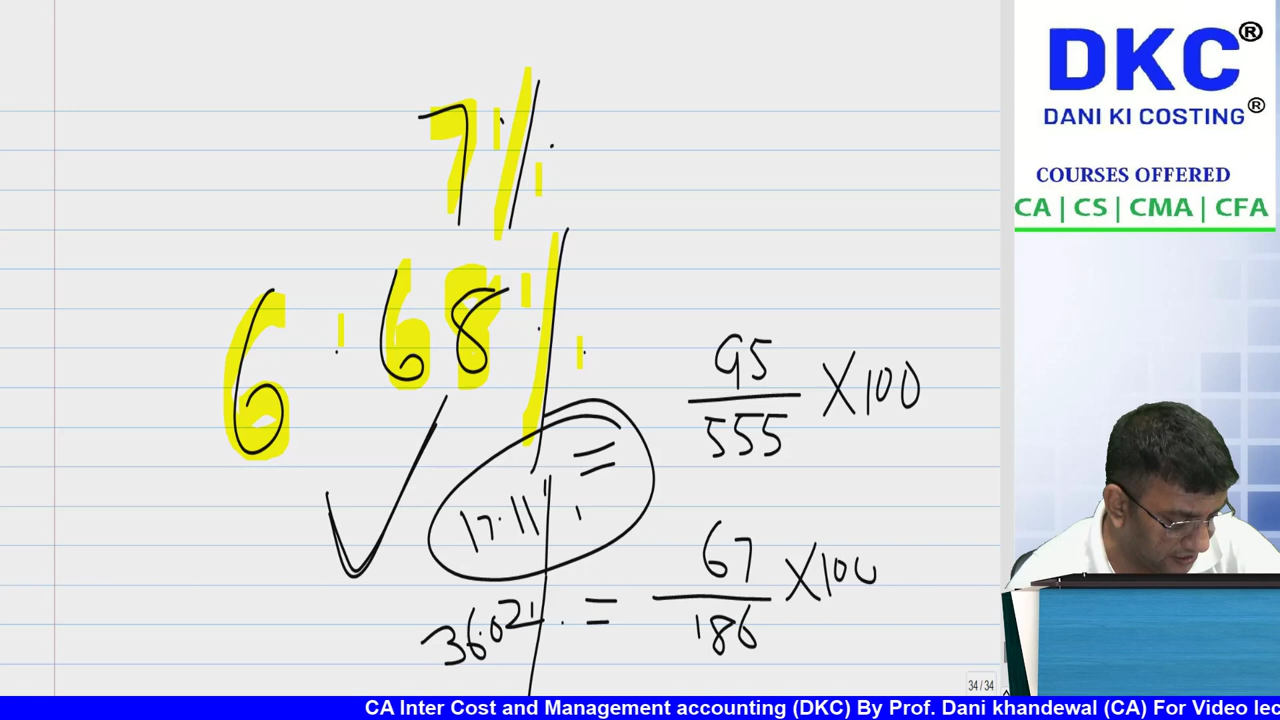 7%
6.68%
95
555
×100
17.11% =
67
186
×100
36.02% =
DKC®
DANI KI COSTING®
COURSES OFFERED
CA | CS | CMA | CFA
34 / 34
CA Inter Cost and Management accounting (DKC) By Prof. Dani khandewal (CA) For Video lec